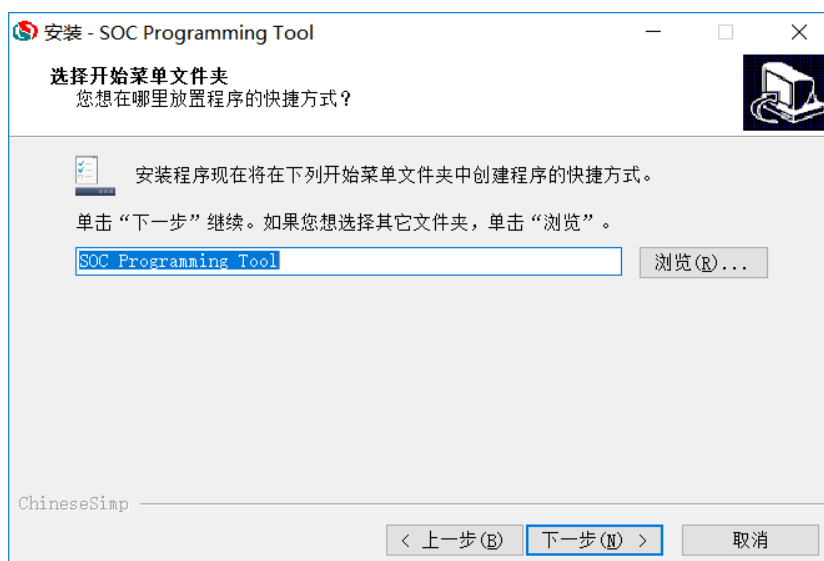 安装 - SOC Programming Tool
选择开始菜单文件夹
您想在哪里放置程序的快捷方式？
安装程序现在将在下列开始菜单文件夹中创建程序的快捷方式。
单击“下一步”继续。如果您想选择其它文件夹，单击“浏览”。
SOC Programming Tool
浏览(R)...
ChineseSimp
< 上一步(B)
下一步(N) >
取消